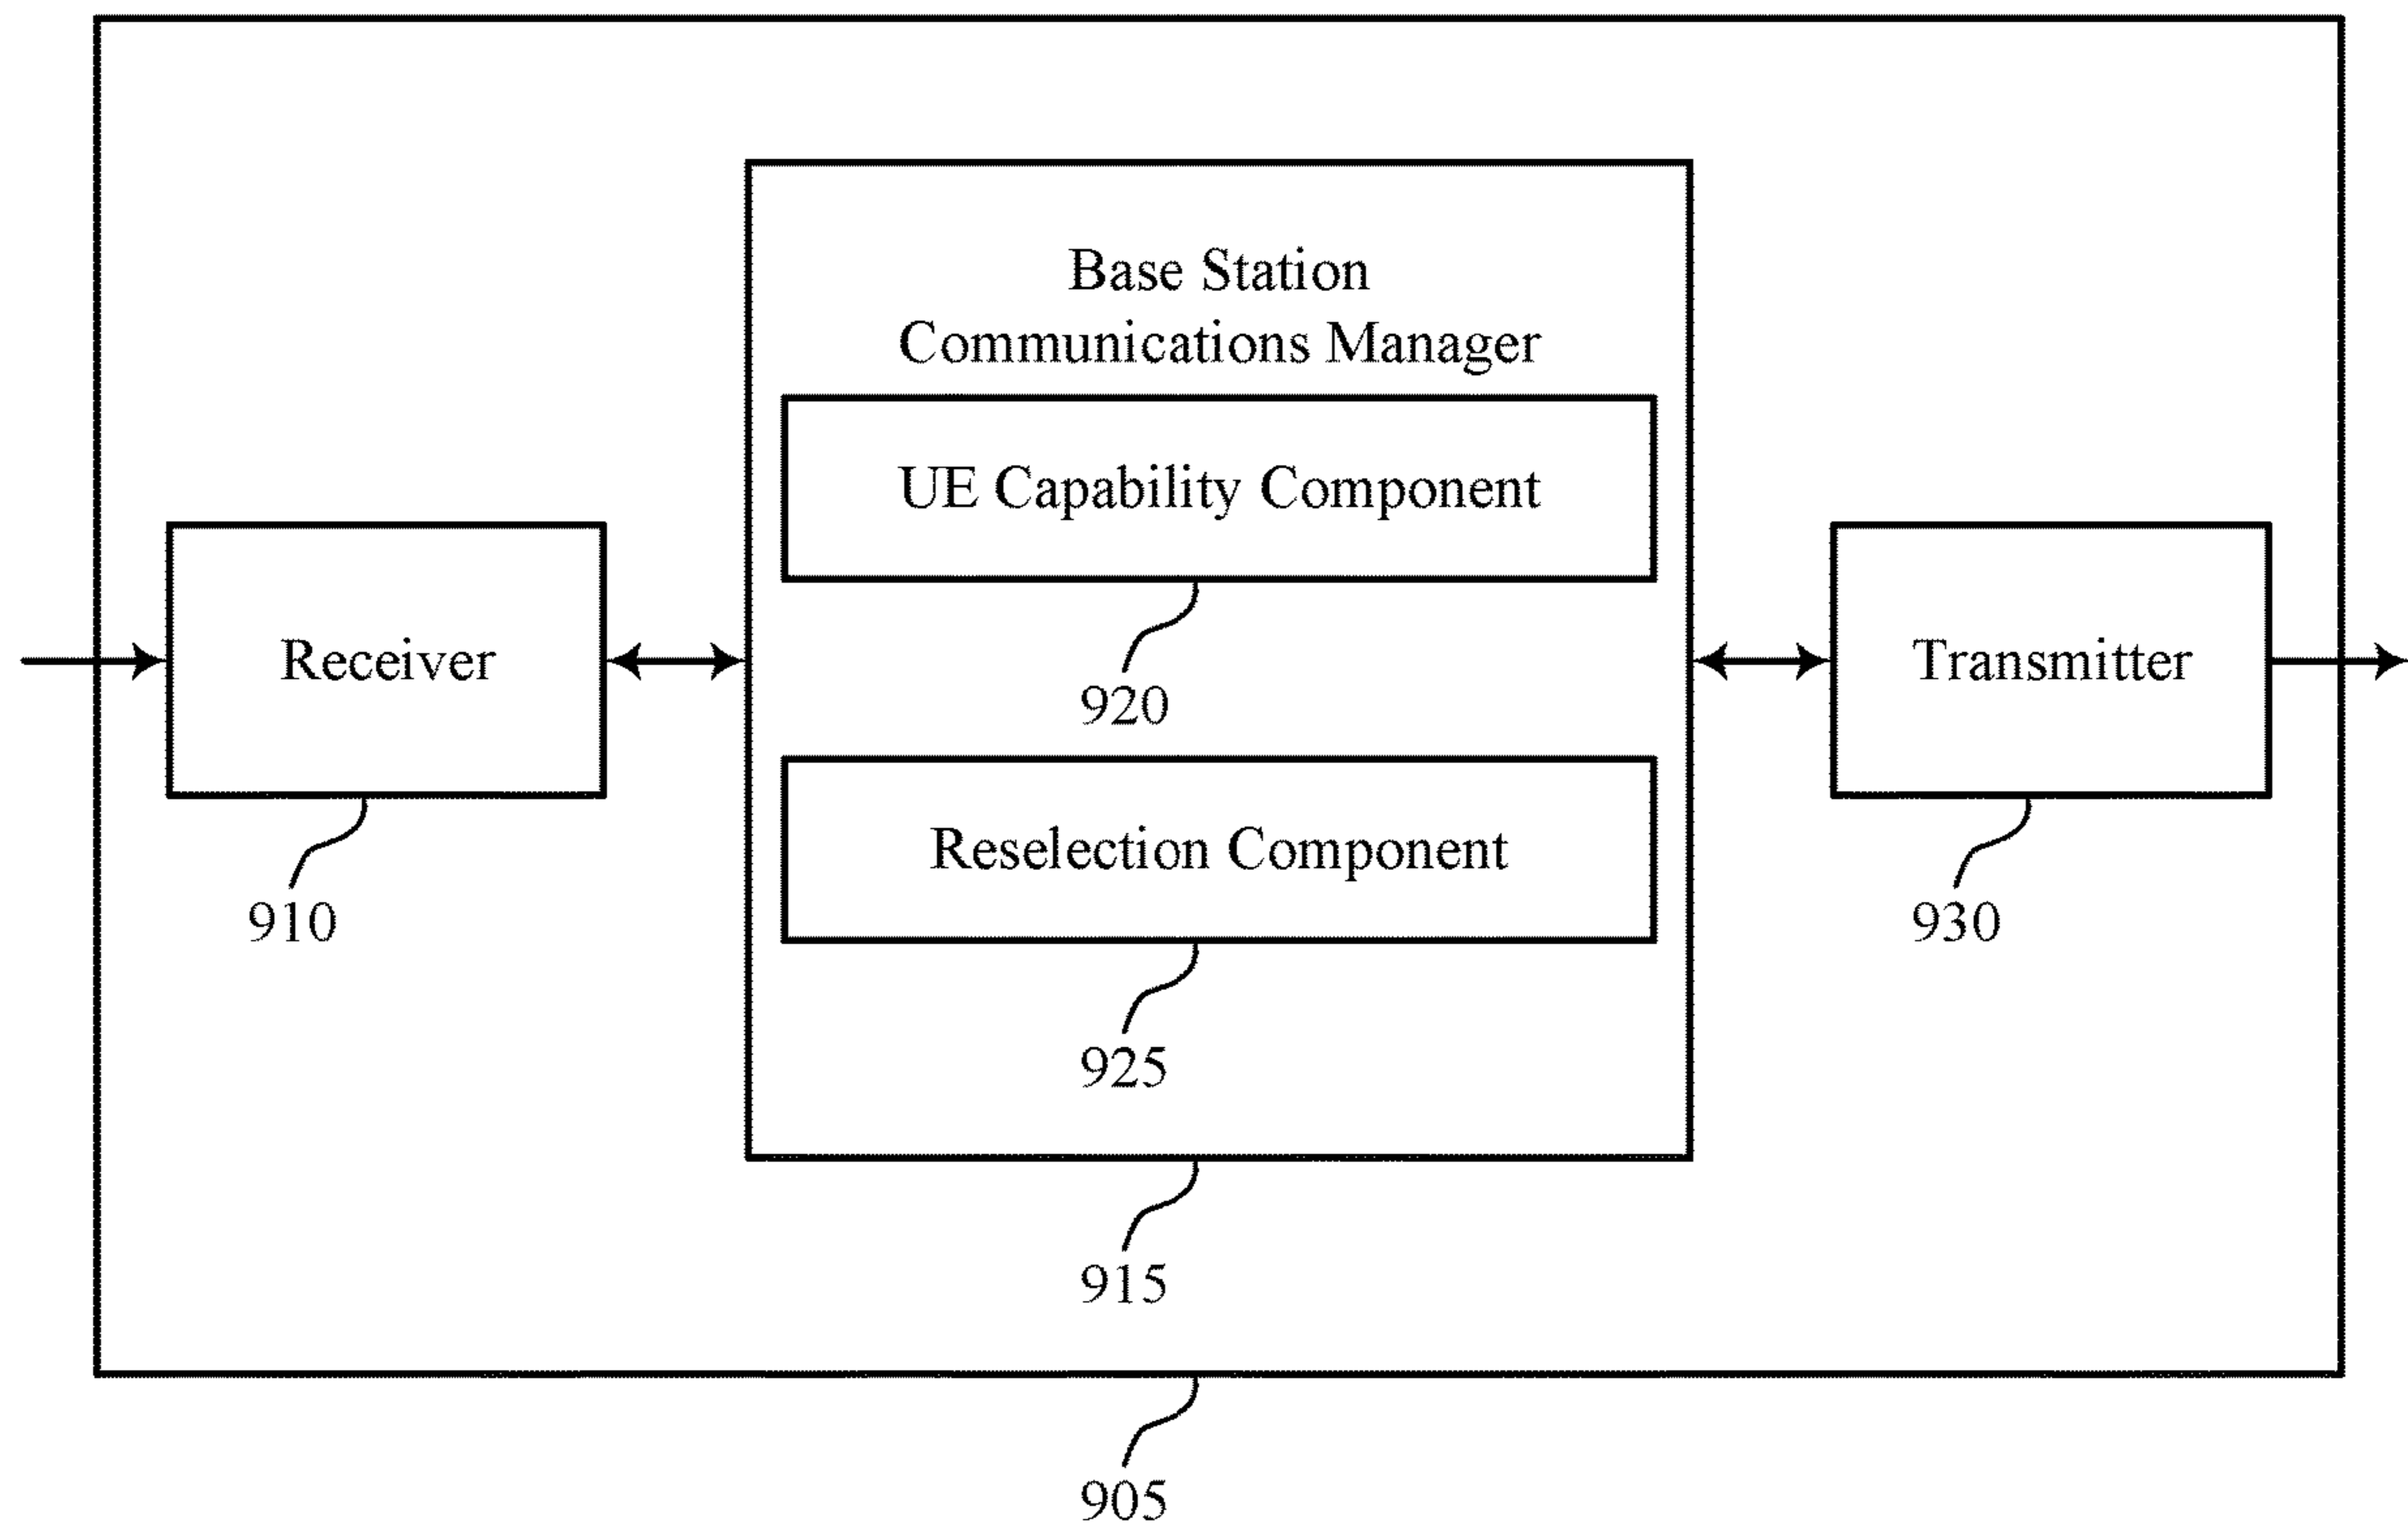 Base Station
Communications Manager
UE Capability Component
920
Receiver
910
Transmitter
930
Reselection Component
925
915
905